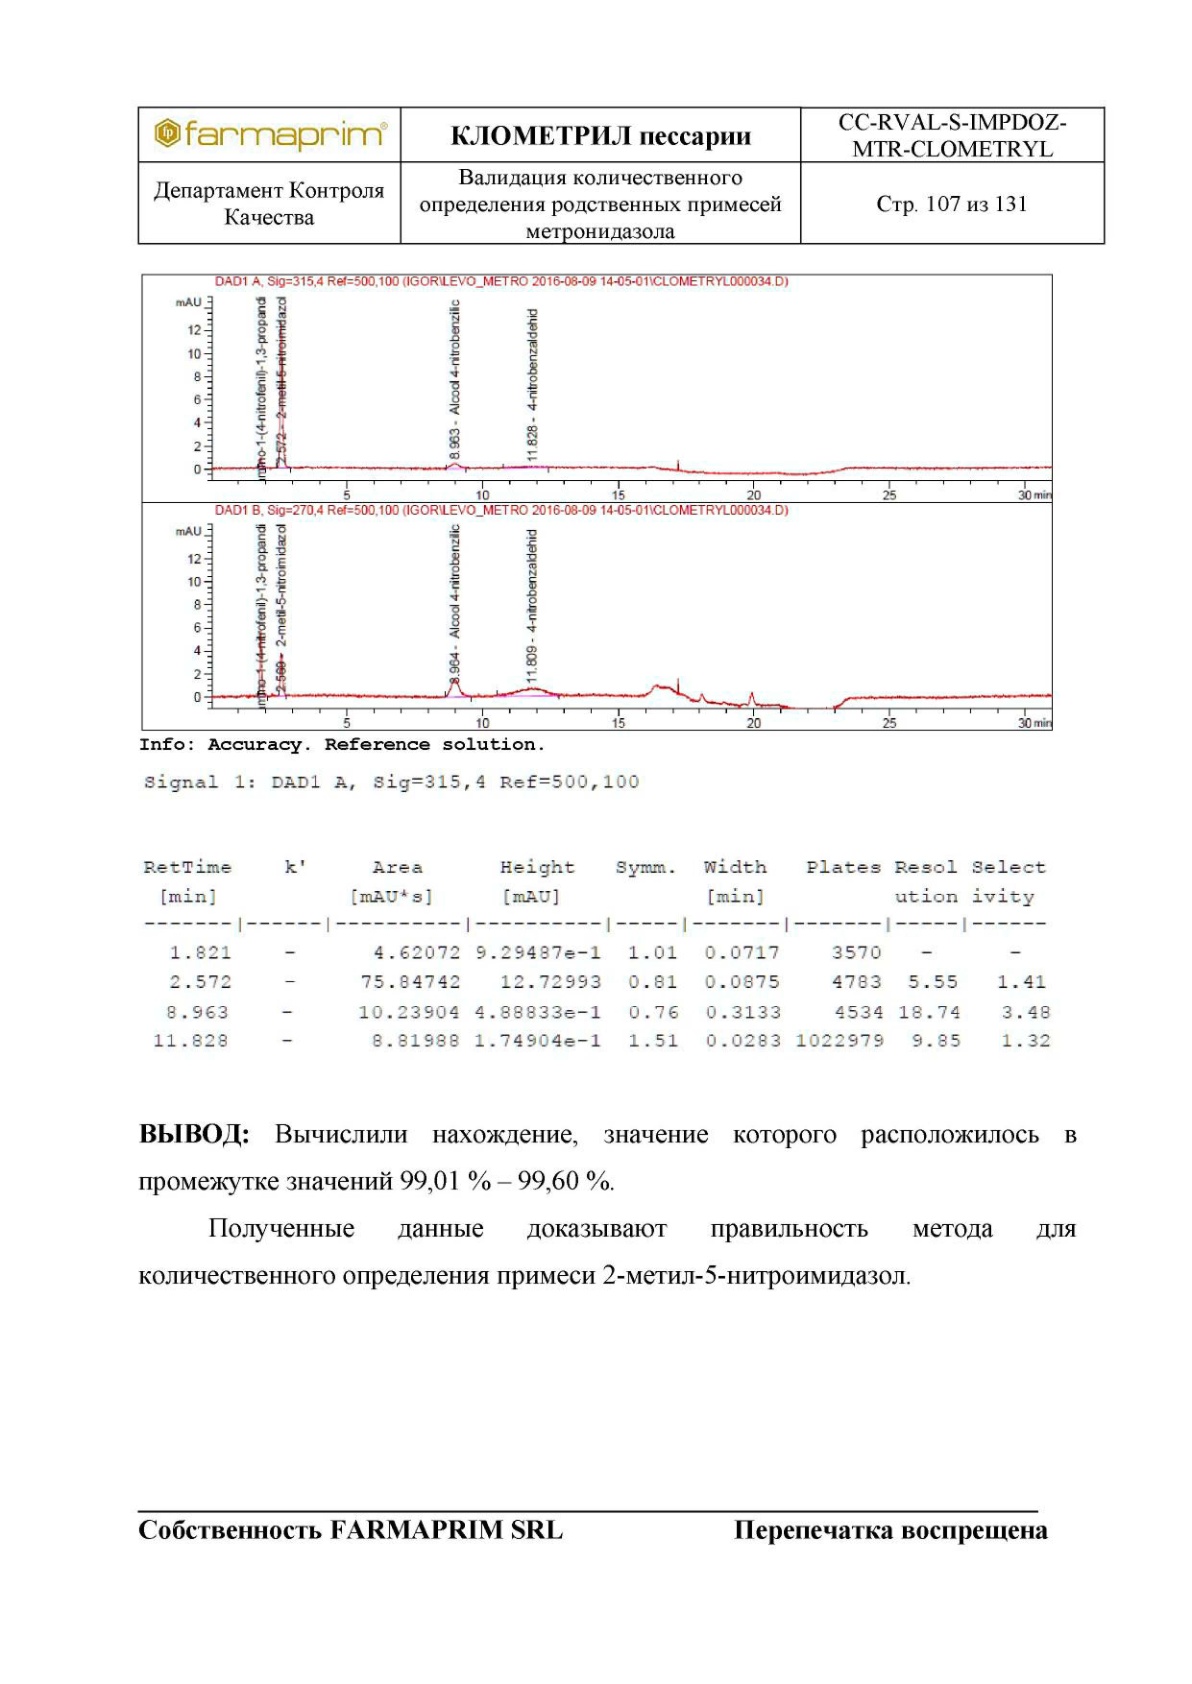 farmaprim®
КЛОМЕТРИЛ пессарии
CC-RVAL-S-IMPDOZ-
MTR-CLOMETRYL
Департамент Контроля
Качества
Валидация количественного
определения родственных примесей
метронидазола
Стр. 107 из 131
DAD1 A, Sig=315,4 Ref=500,100 (IGOR\LEVO_METRO 2016-08-09 14-05-01\CLOMETRYL000034.D)
mAU
12
10
8
6
4
2
0
mino-1-(4-nitrofenil)-1,3-propandi
2.572 - 2-metil-5-nitroimidazol
8.963 - Alcool 4-nitrobenzilic
11.828 - 4-nitrobenzaldehid
5 10 15 20 25 30 min
DAD1 B, Sig=270,4 Ref=500,100 (IGOR\LEVO_METRO 2016-08-09 14-05-01\CLOMETRYL000034.D)
mAU
12
10
8
6
4
2
0
mino-1-(4-nitrofenil)-1,3-propandi
2-metil-5-nitroimidazol
8.964 - Alcool 4-nitrobenzilic
11.809 - 4-nitrobenzaldehid
5 10 15 20 25 30 min
Info: Accuracy. Reference solution.
Signal 1: DAD1 A, Sig=315,4 Ref=500,100
RetTime k' Area Height Symm. Width Plates Resol Select
[min] [mAU*s] [mAU] [min] ution ivity
-------|------|----------|----------|-----|-------|-------|-----|------
1.821 - 4.62072 9.29487e-1 1.01 0.0717 3570 - -
2.572 - 75.84742 12.72993 0.81 0.0875 4783 5.55 1.41
8.963 - 10.23904 4.88833e-1 0.76 0.3133 4534 18.74 3.48
11.828 - 8.81988 1.74904e-1 1.51 0.0283 1022979 9.85 1.32
ВЫВОД: Вычислили нахождение, значение которого расположилось в
промежутке значений 99,01 % – 99,60 %.
Полученные данные доказывают правильность метода для
количественного определения примеси 2-метил-5-нитроимидазол.
Собственность FARMAPRIM SRL Перепечатка воспрещена